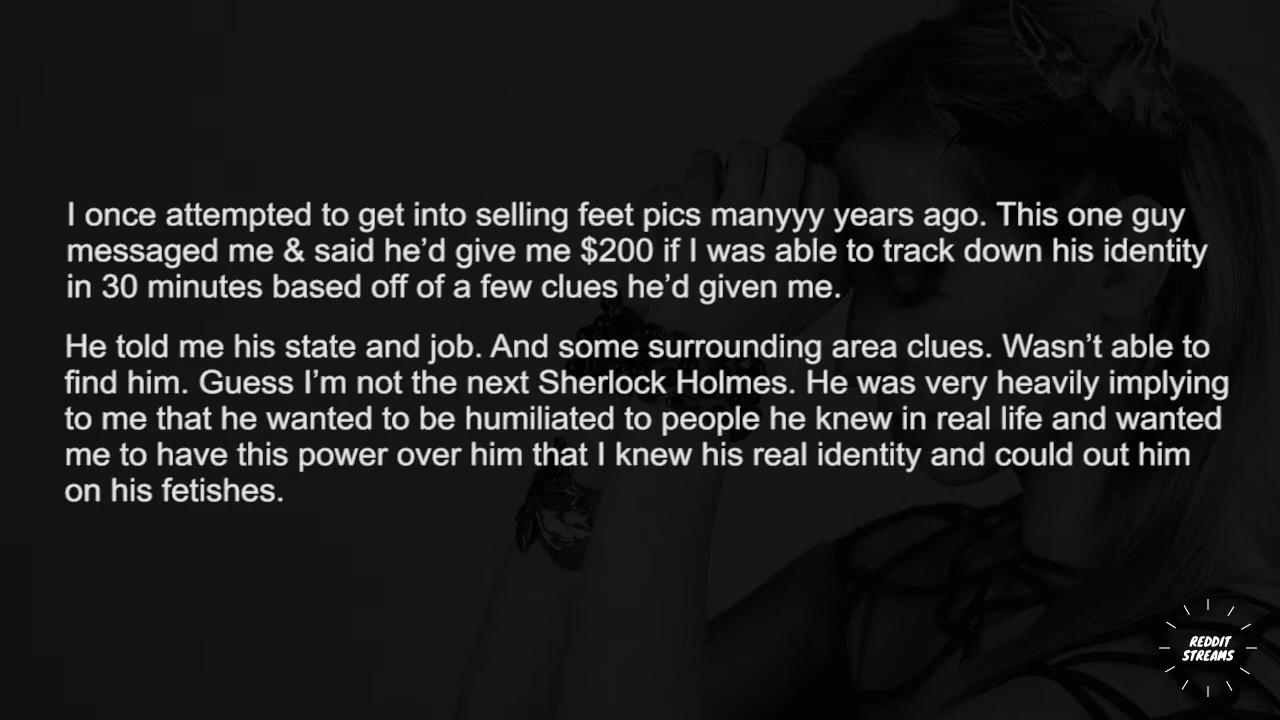 I once attempted to get into selling feet pics manyyy years ago. This one guy
messaged me & said he’d give me $200 if I was able to track down his identity
in 30 minutes based off of a few clues he’d given me.
He told me his state and job. And some surrounding area clues. Wasn’t able to
find him. Guess I’m not the next Sherlock Holmes. He was very heavily implying
to me that he wanted to be humiliated to people he knew in real life and wanted
me to have this power over him that I knew his real identity and could out him
on his fetishes.
REDDIT
STREAMS